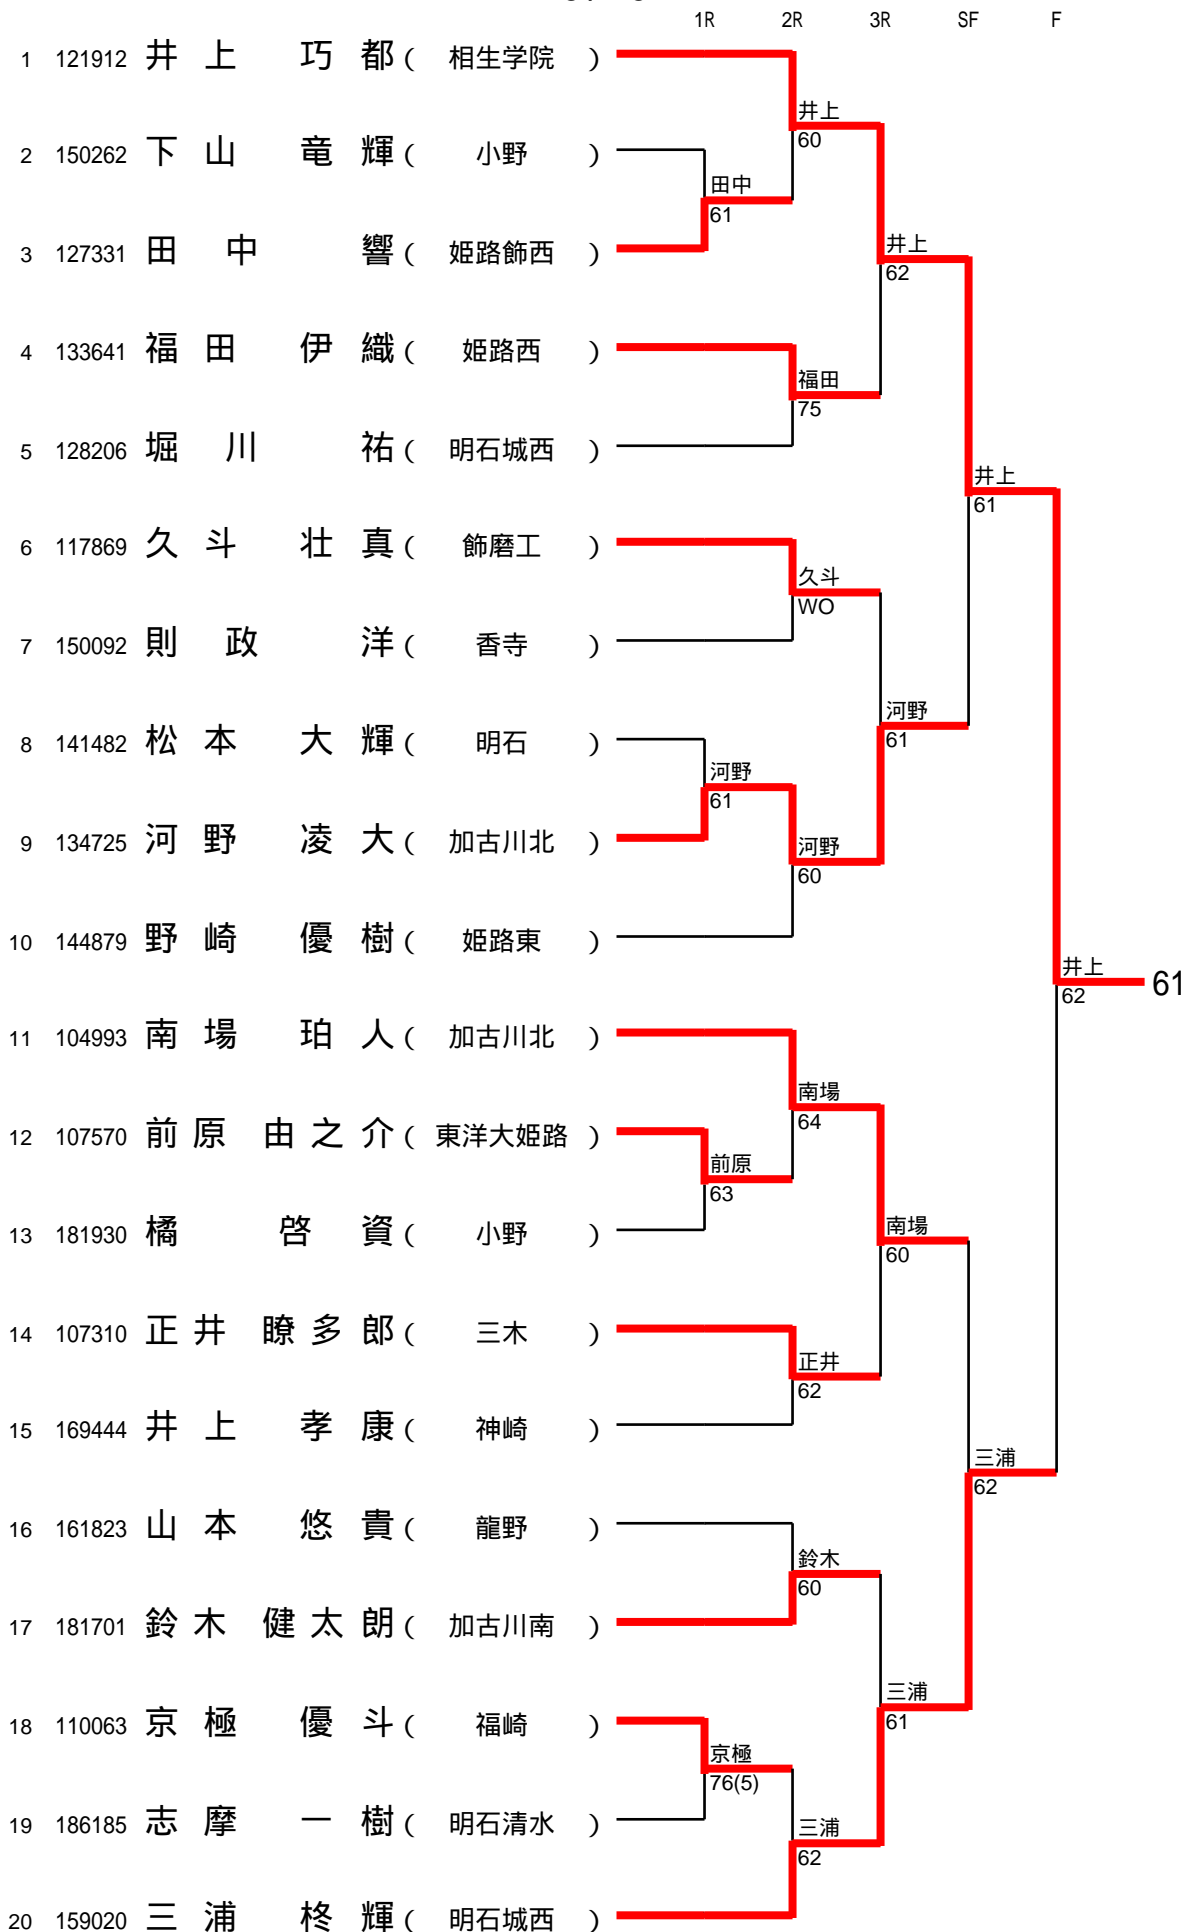 1R 2R 3R SF F
1 121912 井上 巧都 ( 相生学院 )
井上
60
2 150262 下山 竜輝 ( 小野 )
田中
61
3 127331 田中 響 ( 姫路飾西 )
井上
62
4 133641 福田 伊織 ( 姫路西 )
福田
75
5 128206 堀川 祐 ( 明石城西 )
井上
61
6 117869 久斗 壮真 ( 飾磨工 )
久斗
WO
7 150092 則政 洋 ( 香寺 )
河野
61
8 141482 松本 大輝 ( 明石 )
河野
61
9 134725 河野 凌大 ( 加古川北 )
河野
60
10 144879 野崎 優樹 ( 姫路東 )
井上
62
61
11 104993 南場 珀人 ( 加古川北 )
南場
64
12 107570 前原 由之介 ( 東洋大姫路 )
前原
63
13 181930 橘 啓資 ( 小野 )
南場
60
14 107310 正井 瞭多郎 ( 三木 )
正井
62
15 169444 井上 孝康 ( 神崎 )
三浦
62
16 161823 山本 悠貴 ( 龍野 )
鈴木
60
17 181701 鈴木 健太朗 ( 加古川南 )
三浦
61
18 110063 京極 優斗 ( 福崎 )
京極
76(5)
19 186185 志摩 一樹 ( 明石清水 )
三浦
62
20 159020 三浦 柊輝 ( 明石城西 )